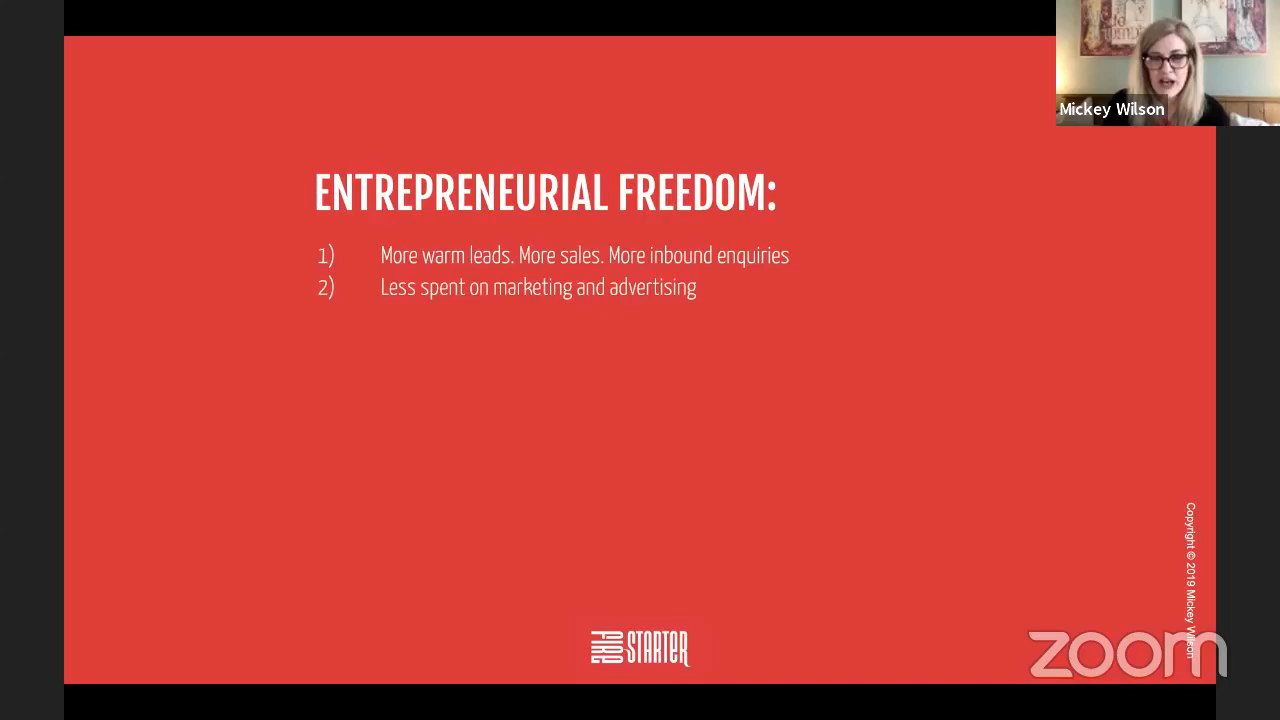 Mickey Wilson
ENTREPRENEURIAL FREEDOM:
1) More warm leads. More sales. More inbound enquiries
2) Less spent on marketing and advertising
Copyright © 2019 Mickey Wilson
FIRE STARTER
zoom